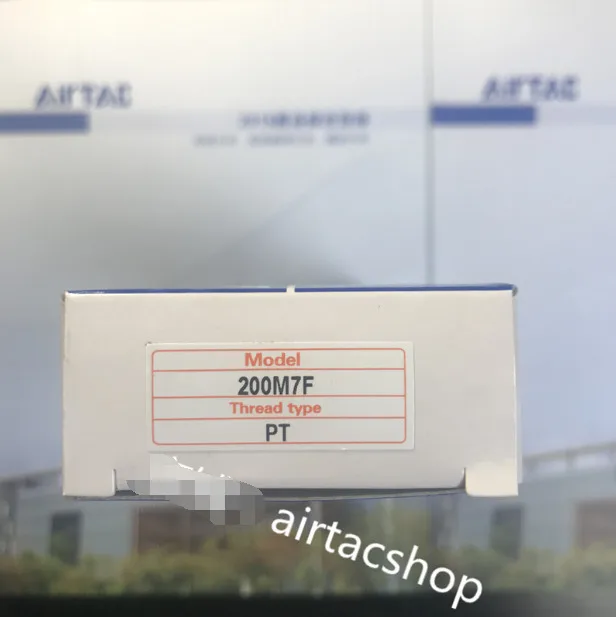 AIRTAC
AIRTAC
Model
200M7F
Thread type
PT
airtacshop